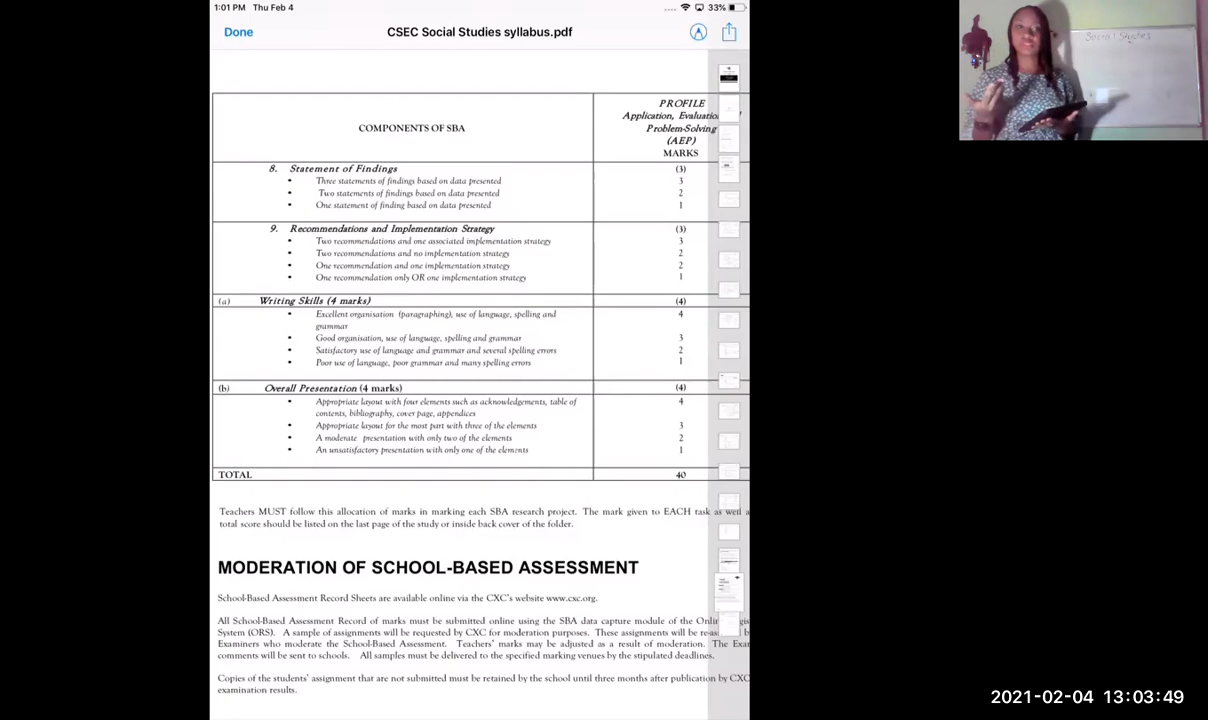 1:01 PM Thu Feb 4
33%
Done
CSEC Social Studies syllabus.pdf
Social Studies
COMPONENTS OF SBA
PROFILE
Application,
Problem-Solving
(AEP)
MARKS
8. Statement of Findings (3)
• Three statements of findings based on data presented 3
• Two statements of findings based on data presented 2
• One statement of finding based on data presented 1
9. Recommendations and Implementation Strategy (3)
• Two recommendations and one associated implementation strategy 3
• Two recommendations and no implementation strategy 2
• One recommendation and one implementation strategy 2
• One recommendation only OR one implementation strategy 1
(a) Writing Skills (4 marks) (4)
• Excellent organisation (paragraphing), use of language, spelling and 4
grammar
• Good organisation, use of language, spelling and grammar 3
• Satisfactory use of language and grammar and several spelling errors 2
• Poor use of language, poor grammar and many spelling errors 1
(b) Overall Presentation (4 marks) (4)
• Appropriate layout with four elements such as acknowledgements, table of 4
contents, bibliography, cover page, appendices
• Appropriate layout for the most part with three of the elements 3
• A moderate presentation with only two of the elements 2
• An unsatisfactory presentation with only one of the elements 1
TOTAL 40
Teachers MUST follow this allocation of marks in marking each SBA research project. The mark given to EACH task as well a
total score should be listed on the last page of the study or inside back cover of the folder.
MODERATION OF SCHOOL-BASED ASSESSMENT
School-Based Assessment Record Sheets are available online via the CXC's website www.cxc.org.
All School-Based Assessment Record of marks must be submitted online using the SBA data capture module of the
System (ORS). A sample of assignments will be requested by CXC for moderation purposes. These assignments will be
Examiners who moderate the School-Based Assessment. Teachers' marks may be adjusted as a result of moderation. The
comments will be sent to schools. All samples must be delivered to the specified marking venues by the stipulated deadlines.
Copies of the students' assignment that are not submitted must be retained by the school until three months after publication by CXC
examination results.
2021-02-04 13:03:49